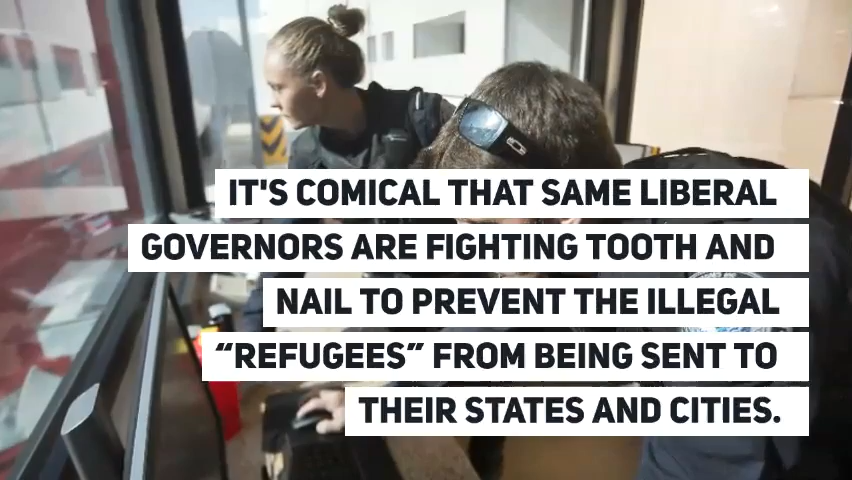 IT'S COMICAL THAT SAME LIBERAL
GOVERNORS ARE FIGHTING TOOTH AND
NAIL TO PREVENT THE ILLEGAL
“REFUGEES” FROM BEING SENT TO
THEIR STATES AND CITIES.